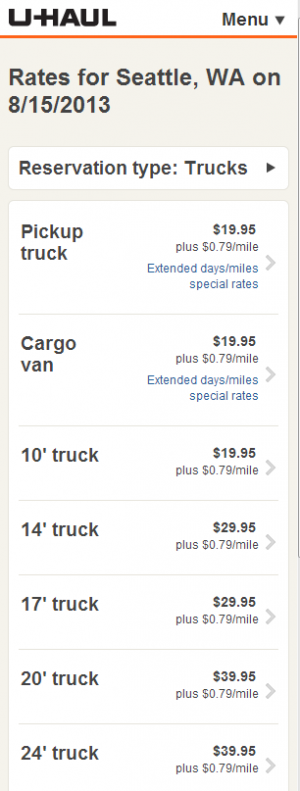 U-HAUL
Menu ▼
Rates for Seattle, WA on
8/15/2013
Reservation type: Trucks
Pickup
truck
$19.95
plus $0.79/mile
Extended days/miles
special rates
Cargo
van
$19.95
plus $0.79/mile
Extended days/miles
special rates
10' truck
$19.95
plus $0.79/mile
14' truck
$29.95
plus $0.79/mile
17' truck
$29.95
plus $0.79/mile
20' truck
$39.95
plus $0.79/mile
24' truck
$39.95
plus $0.79/mile